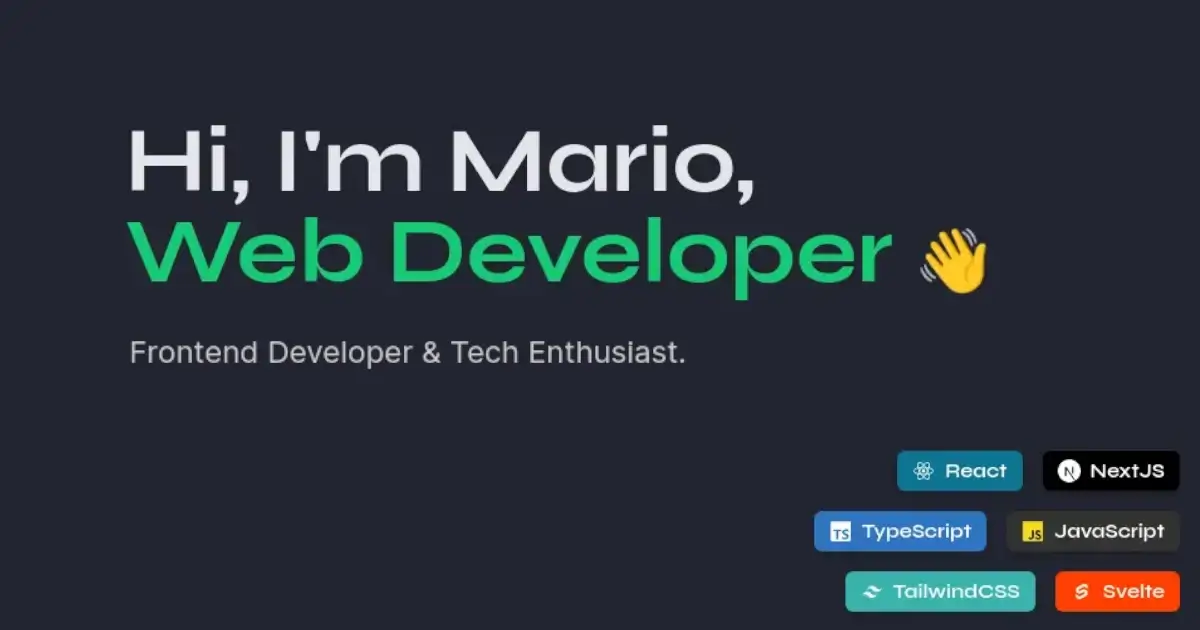 Hi, I'm Mario,
Web Developer 👋
Frontend Developer & Tech Enthusiast.
React NextJS
TS TypeScript JS JavaScript
TailwindCSS Svelte